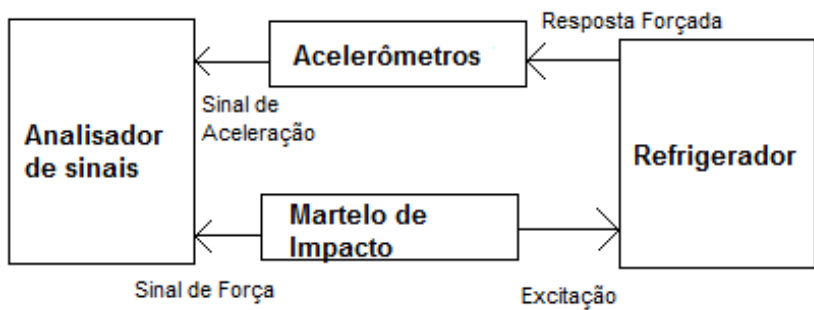 Resposta Forçada
Acelerômetros
Sinal de
Aceleração
Analisador
de sinais
Refrigerador
Martelo de
Impacto
Sinal de Força
Excitação